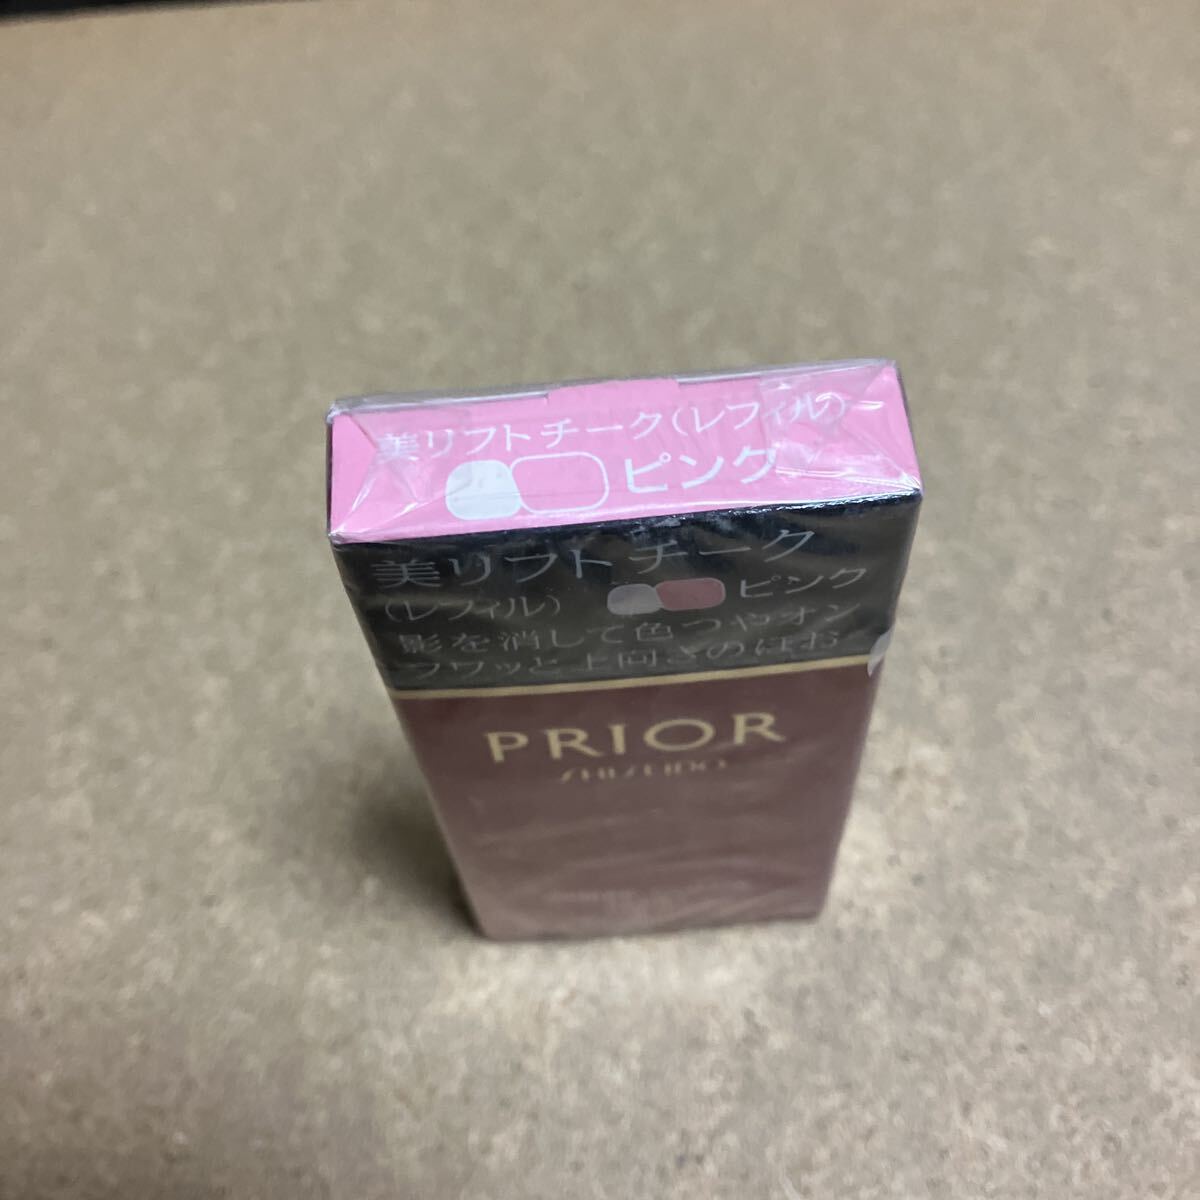 美リフトチーク(レフィル)
ピンク
美リフトチーク
(レフィル) ピンク
影を消して色つやオン
フワッと上向きのほお
PRIOR
SHISEIDO